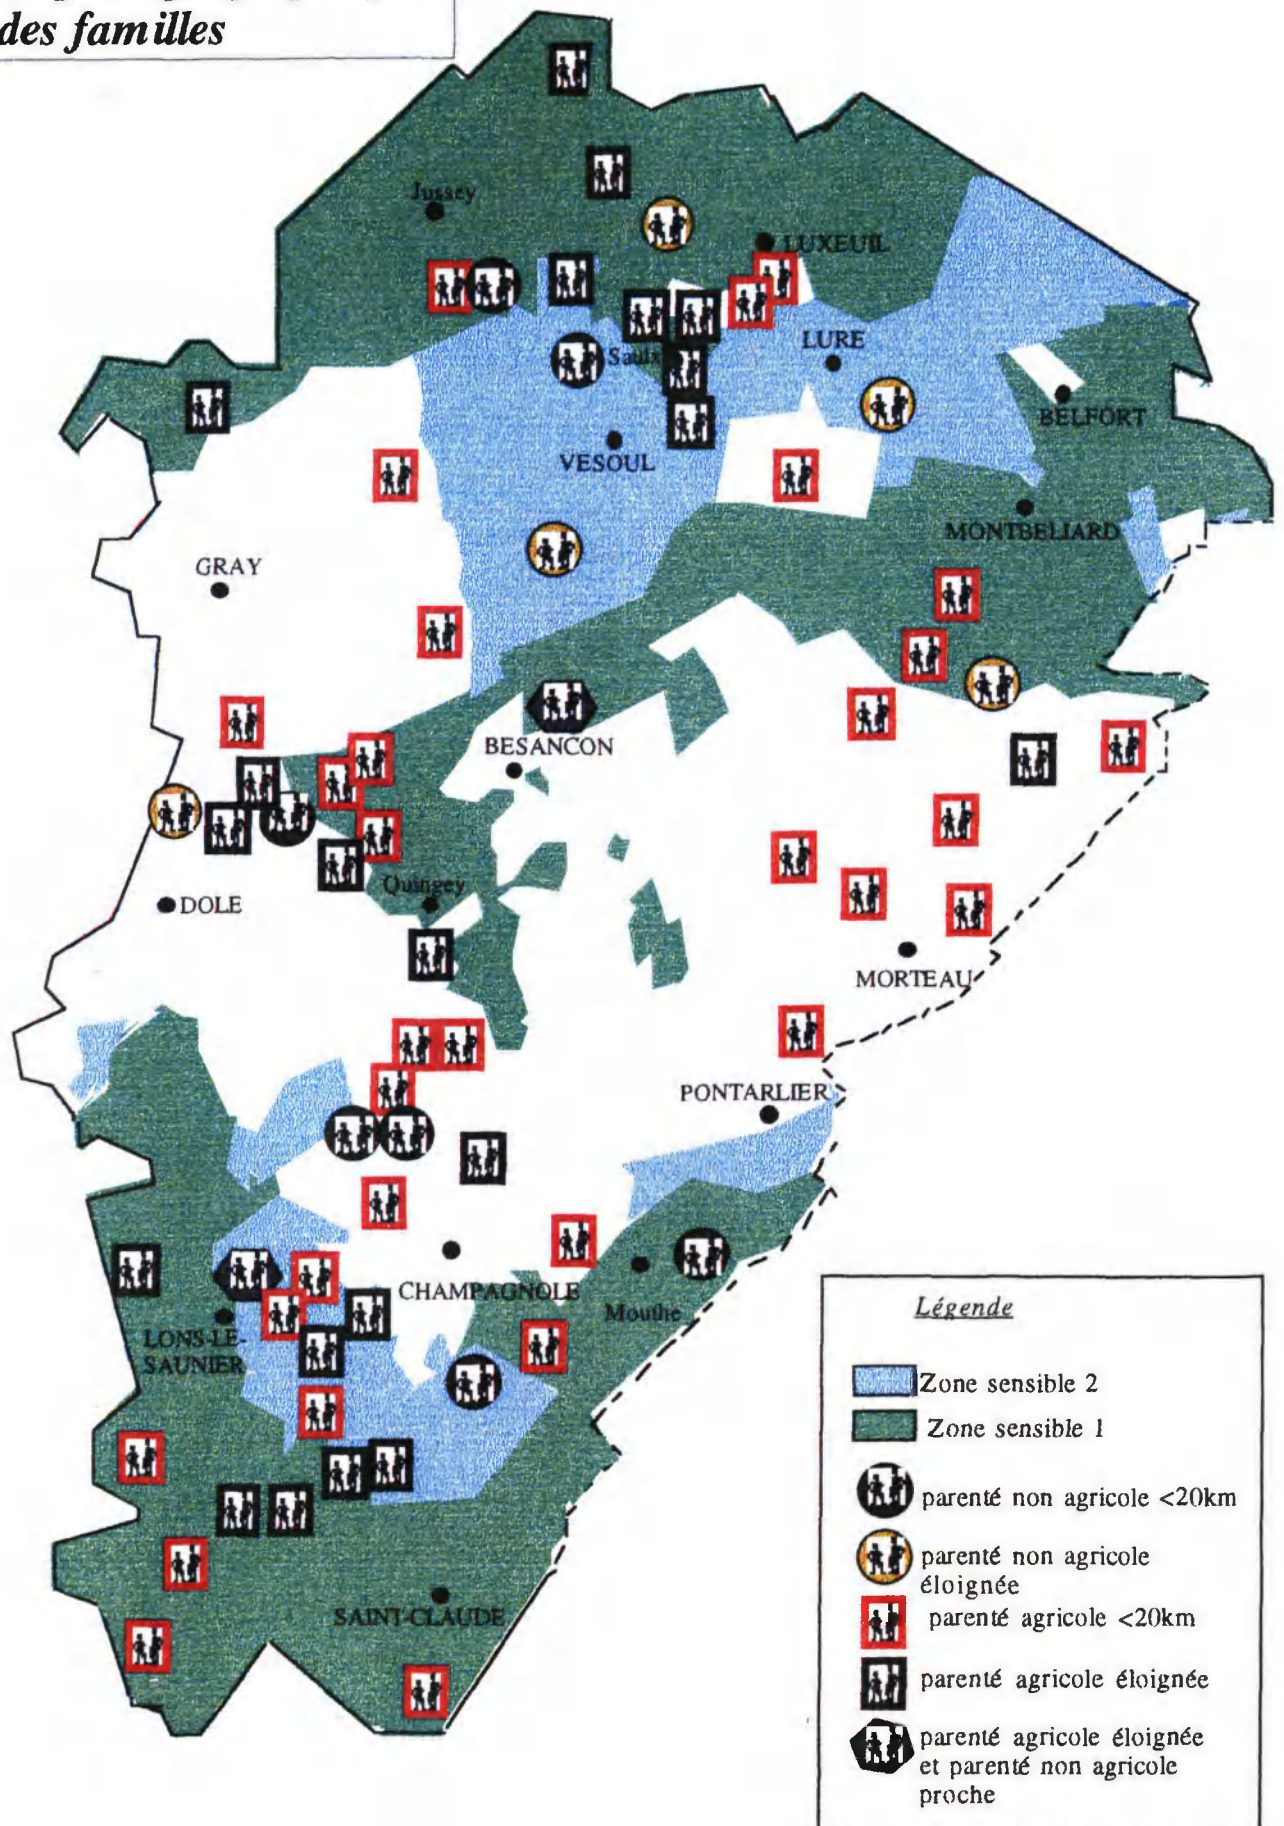 des familles
Jussey
LUXEUIL
Saulx
LURE
BELFORT
VESOUL
MONTBELIARD
GRAY
BESANCON
Quingey
DOLE
MORTEAU
PONTARLIER
CHAMPAGNOLE
Mouthe
LONS-LE-
SAUNIER
SAINT-CLAUDE
Légende
Zone sensible 2
Zone sensible 1
parenté non agricole <20km
parenté non agricole
éloignée
parenté agricole <20km
parenté agricole éloignée
parenté agricole éloignée
et parenté non agricole
proche